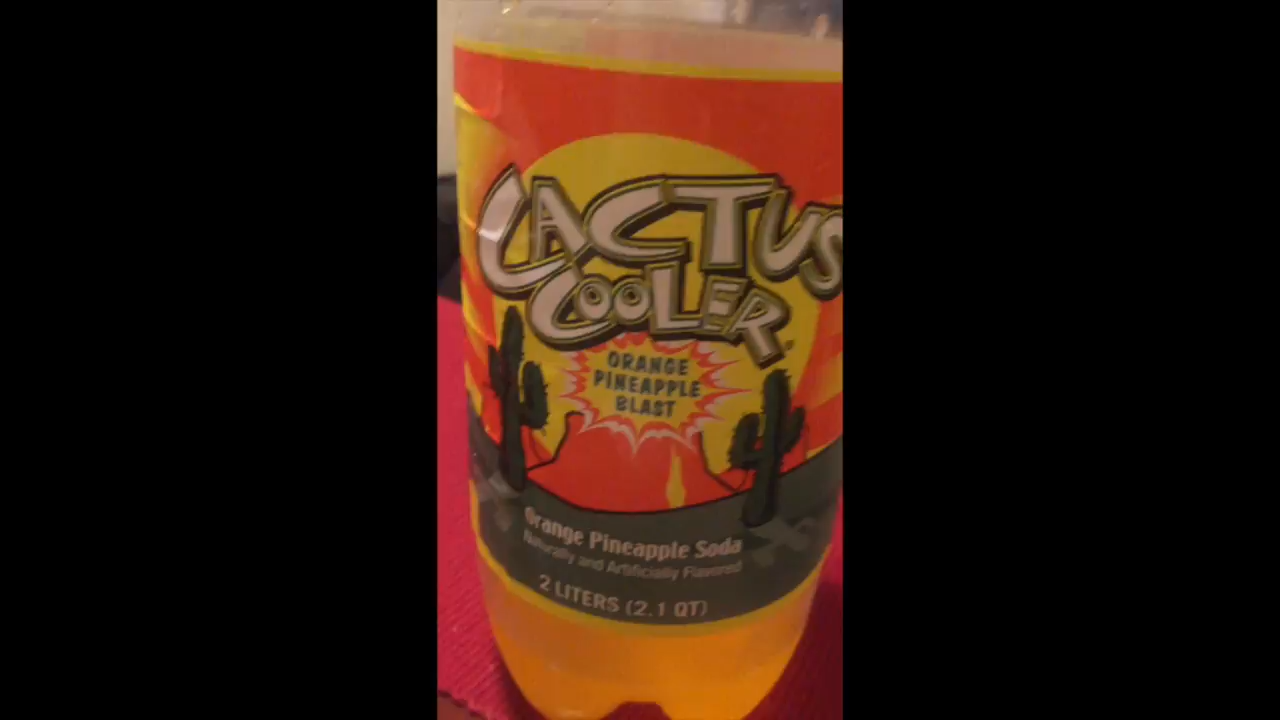 CACTUS
COOLER
ORANGE
PINEAPPLE
BLAST
Orange Pineapple Soda
Naturally and Artificially Flavored
2 LITERS (2.1 QT)